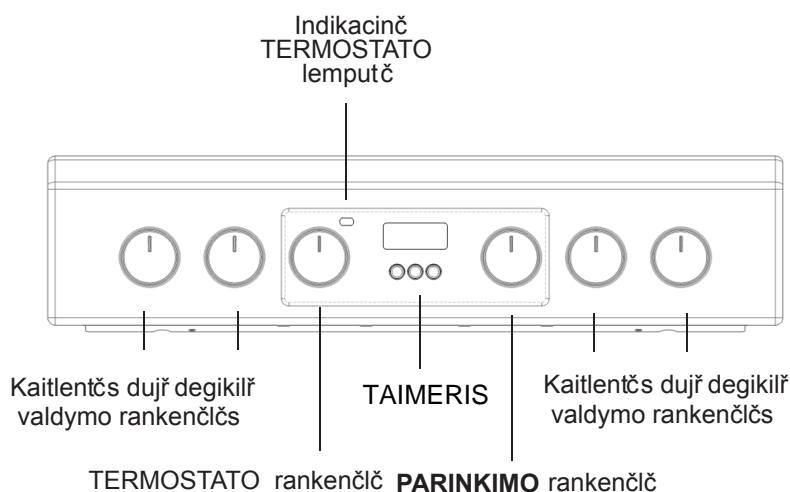 Indikacinč
TERMOSTATO
lemputč
Kaitlentčs dujř degikilř
valdymo rankenčlčs
TAIMERIS
Kaitlentčs dujř degikilř
valdymo rankenčlčs
TERMOSTATO rankenčlč
PARINKIMO rankenčlč